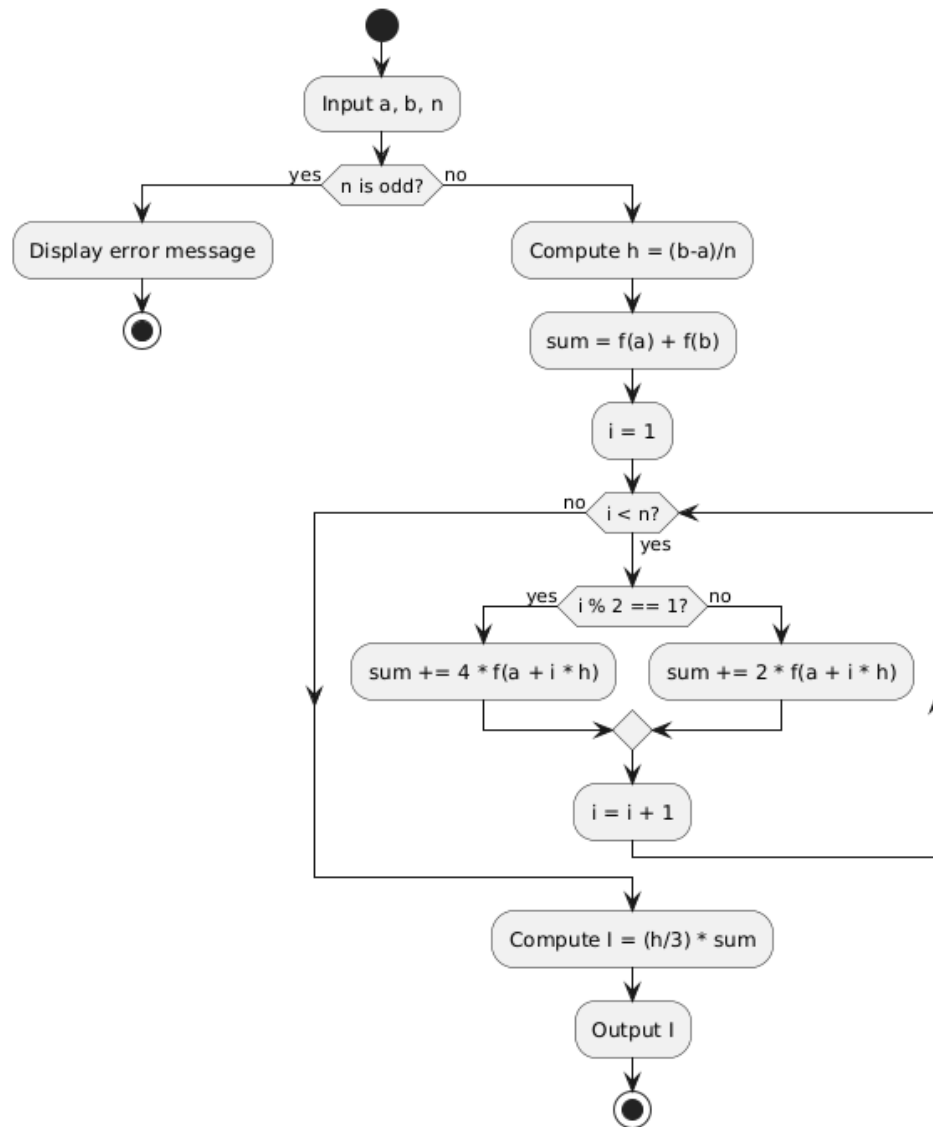 Input a, b, n
yes
n is odd?
no
Display error message
Compute h = (b-a)/n
sum = f(a) + f(b)
i = 1
no
i < n?
yes
yes
i % 2 == 1?
no
sum += 4 * f(a + i * h)
sum += 2 * f(a + i * h)
i = i + 1
Compute I = (h/3) * sum
Output I